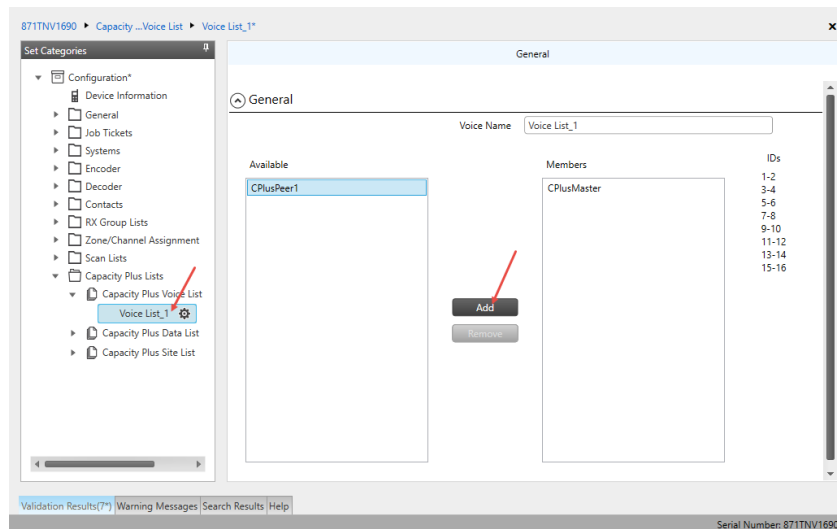 871TNV1690 Capacity ...Voice List Voice List_1*
x
Set Categories
General
Configuration*
Device Information
General
Job Tickets
Systems
Encoder
Decoder
Contacts
RX Group Lists
Zone/Channel Assignment
Scan Lists
Capacity Plus Lists
Capacity Plus Voice List
Voice List_1
Capacity Plus Data List
Capacity Plus Site List
General
Voice Name Voice List_1
Available
CPlusPeer1
Add
Remove
Members
CPlusMaster
IDs
1-2
3-4
5-6
7-8
9-10
11-12
13-14
15-16
Validation Results(7*) Warning Messages Search Results Help
Serial Number: 871TNV1690